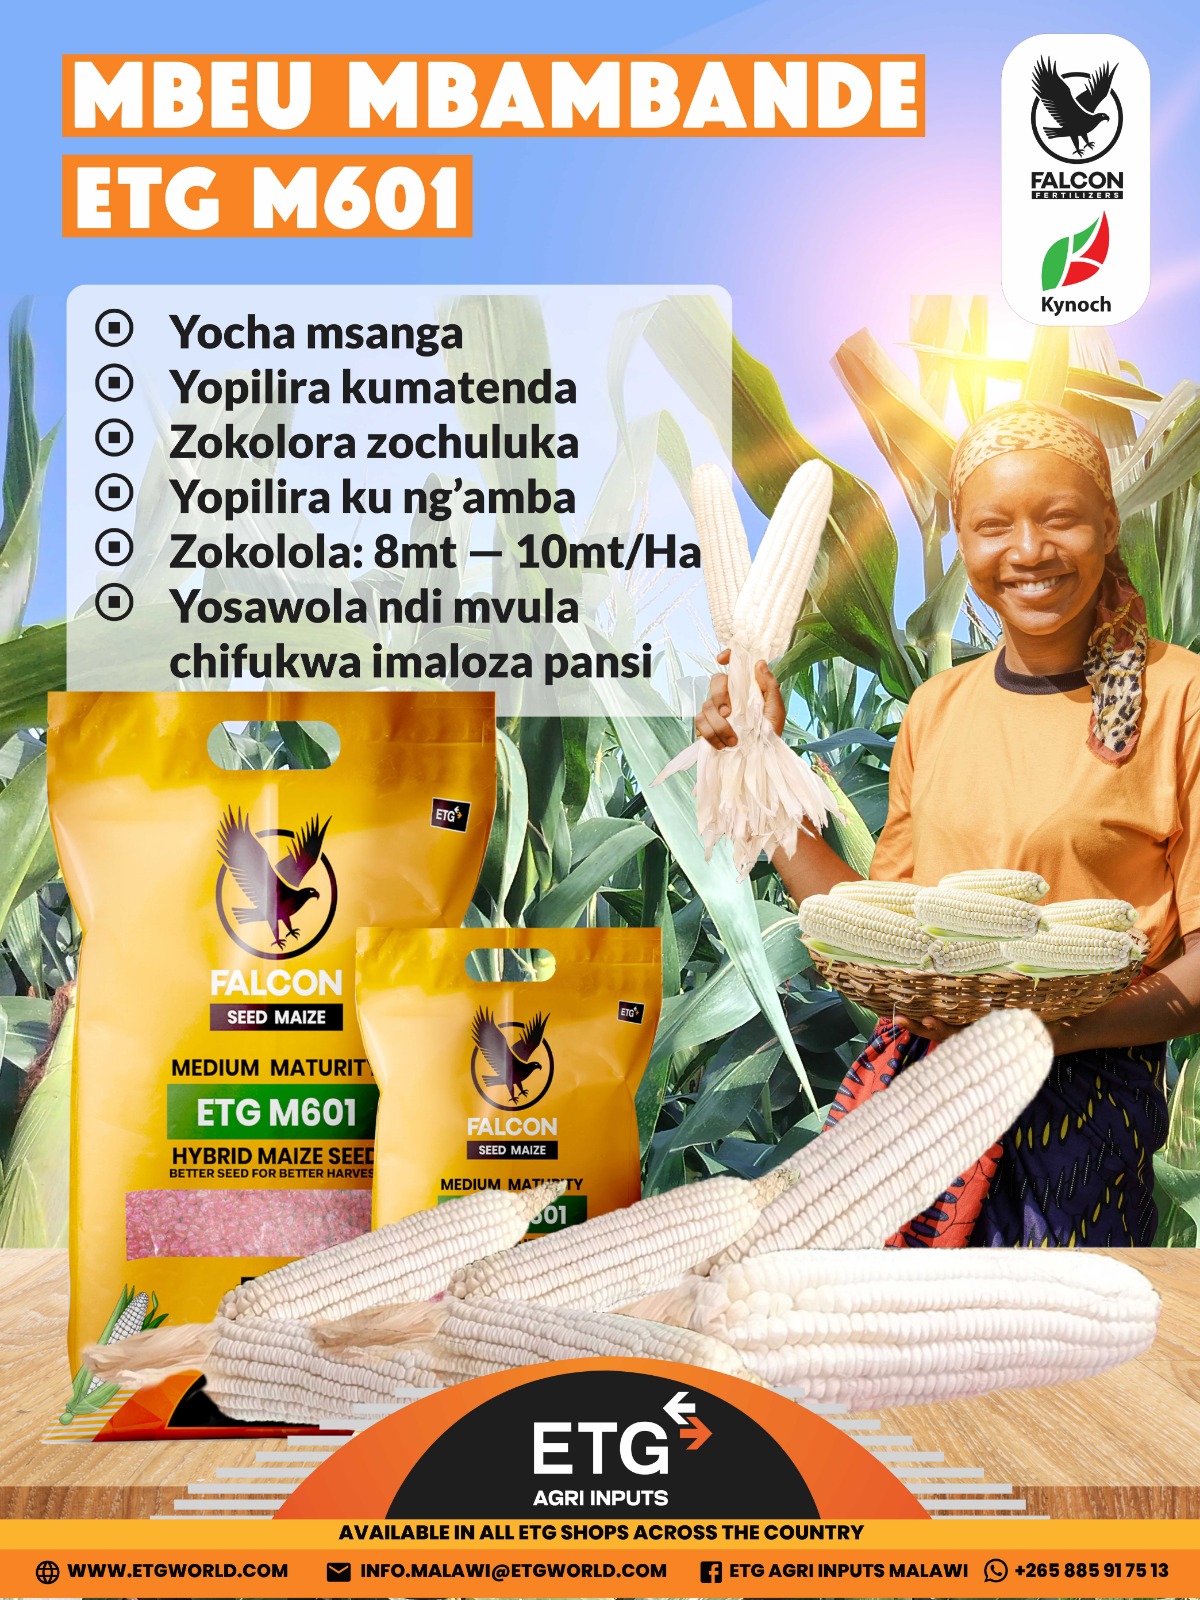 MBEU MBAMBANDE
ETG M601
FALCON
FERTILIZERS
Kynoch
Yocha msanga
Yopilira kumatenda
Zokolora zochuluka
Yopilira ku ng’amba
Zokolola: 8mt — 10mt/Ha
Yosawola ndi mvula
chifukwa imaloza pansi
ETG
FALCON
SEED MAIZE
MEDIUM MATURITY
ETG M601
HYBRID MAIZE SEED
BETTER SEED FOR BETTER HARVES
ETG
FALCON
SEED MAIZE
MEDIUM MATURITY
601
ETG
AGRI INPUTS
AVAILABLE IN ALL ETG SHOPS ACROSS THE COUNTRY
WWW.ETGWORLD.COM INFO.MALAWI@ETGWORLD.COM ETG AGRI INPUTS MALAWI +265 885 91 75 13